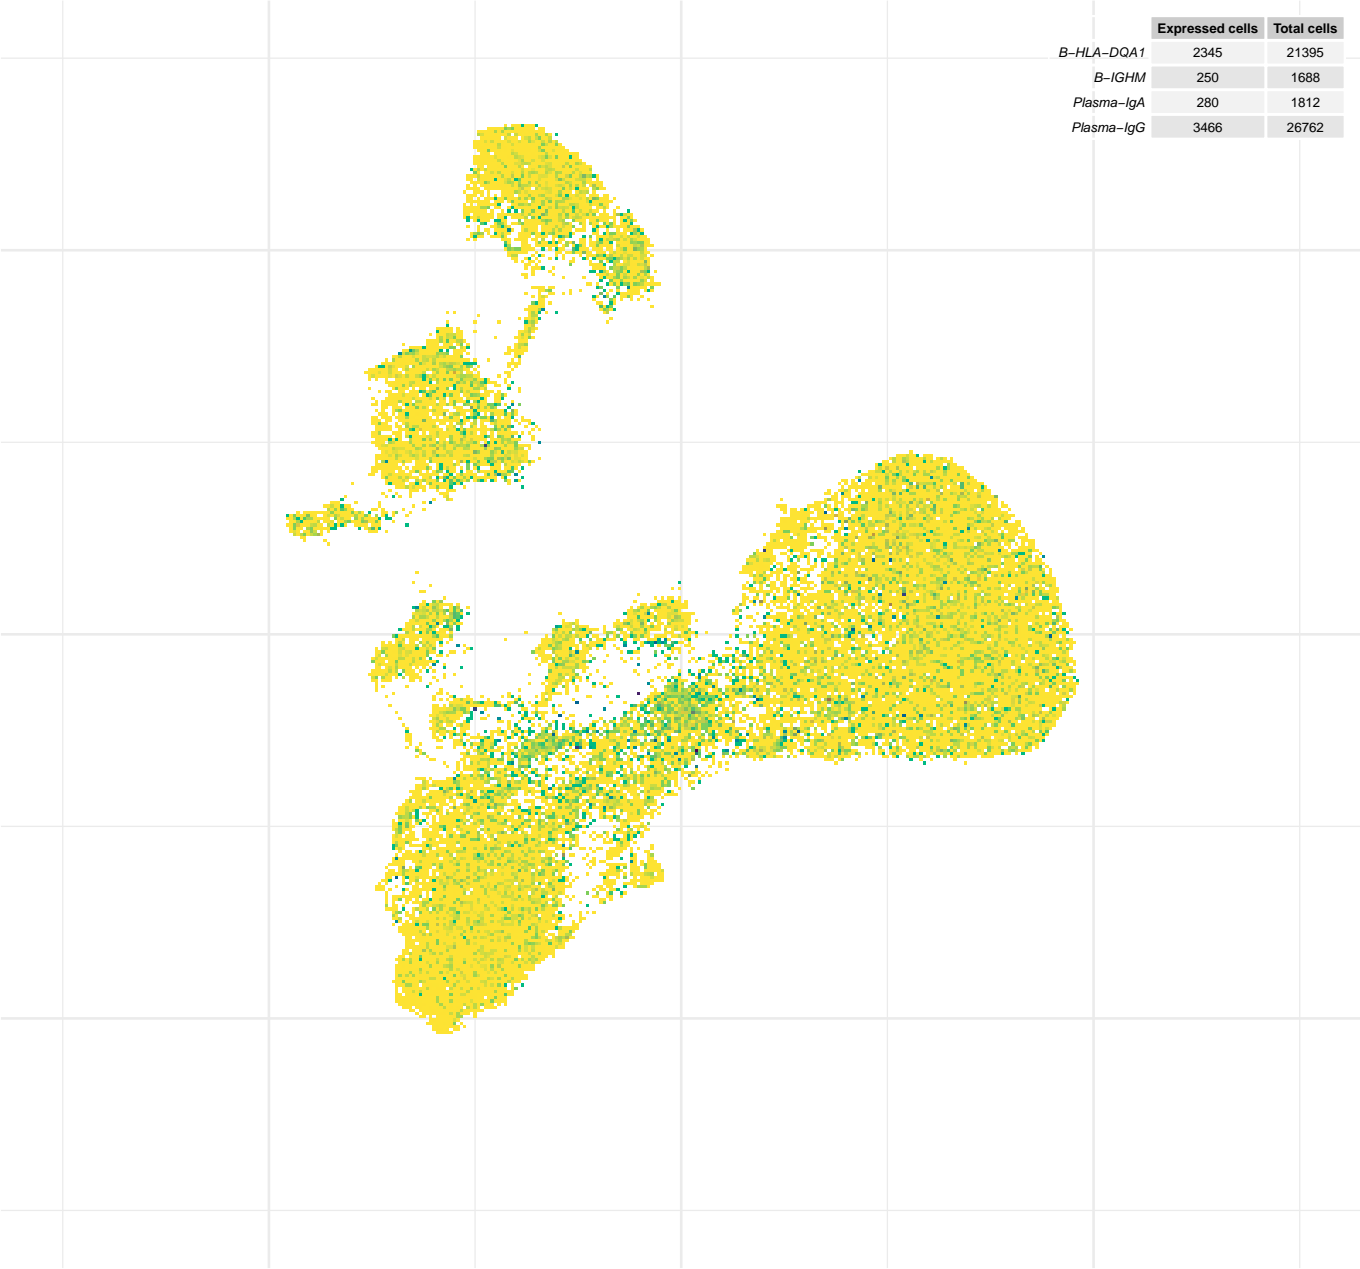 Expressed cells Total cells
B−HLA−DQA1 2345 21395
B−IGHM 250 1688
Plasma−IgA 280 1812
Plasma−IgG 3466 26762